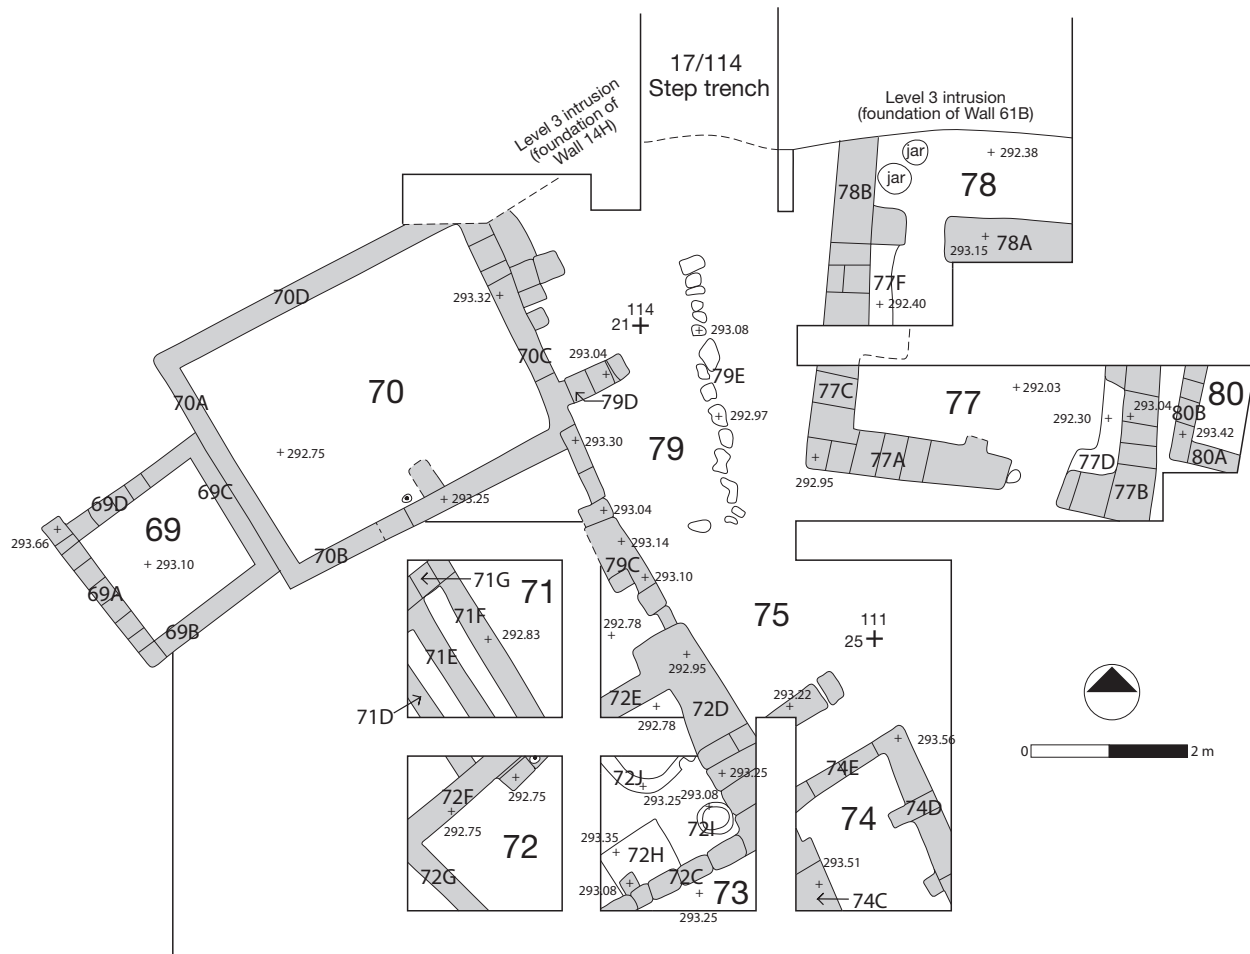 17/114
Step trench
Level 3 intrusion
(foundation of
Wall 14H)
Level 3 intrusion
(foundation of Wall 61B)
jar
jar
292.38
78
78B
78A
293.15
77F
292.40
70D
293.32
114
21
293.08
70C
293.04
79E
79D
70
70A
292.97
77C
77
292.03
292.30
293.04
80
80B
293.42
80A
77A
77D
77B
292.95
293.30
79
292.75
69D
69C
293.25
293.04
69
293.66
293.10
70B
293.14
79C
293.10
69A
69B
71G
71
71F
292.83
71E
71D
292.78
75
111
25
292.95
72E
72D
292.78
293.22
293.56
0
2 m
72J
293.25
293.25
293.08
72F
292.75
292.75
72
72G
72I
293.35
72H
293.08
72C
73
293.25
74E
74
74D
293.51
74C